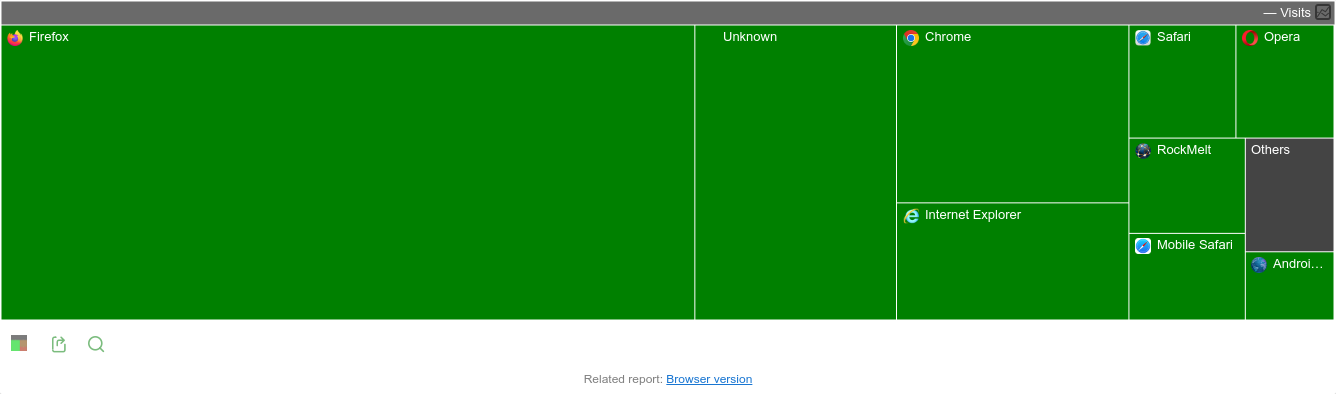 — Visits
Firefox
Unknown
Chrome
Safari
Opera
RockMelt
Others
Internet Explorer
Mobile Safari
Androi…
Related report: Browser version